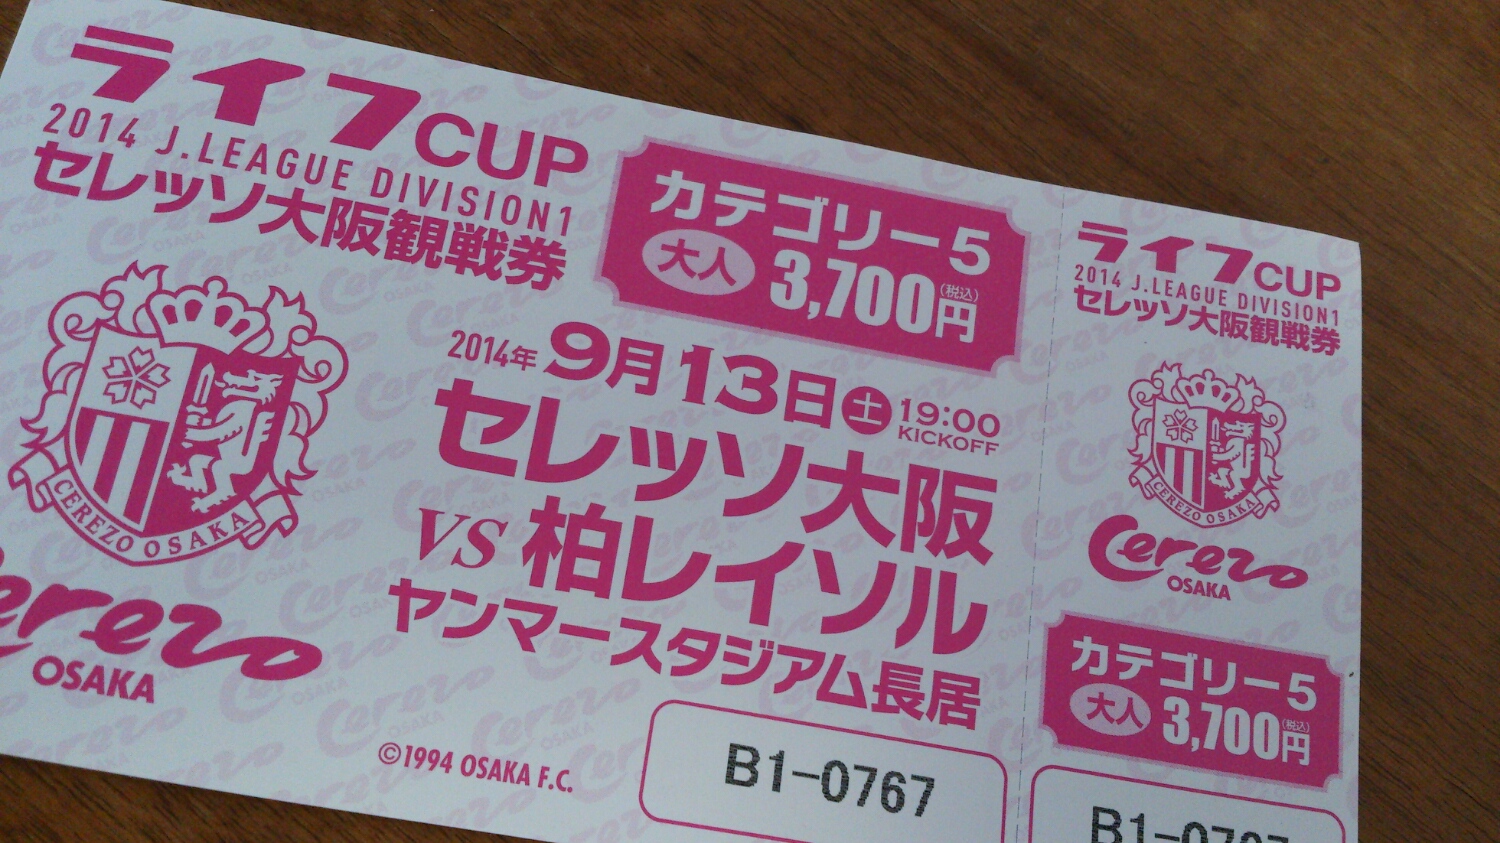 ライフCUP
2014 J.LEAGUE DIVISION1
セレッソ大阪観戦券
カテゴリー5
大人 3,700円(税込)
2014年 9月13日土 19:00 KICKOFF
セレッソ大阪
VS 柏レイソル
ヤンマースタジアム長居
CEREZO OSAKA
Cerezo
OSAKA
©1994 OSAKA F.C.
B1-0767
ライフCUP
2014 J.LEAGUE DIVISION1
セレッソ大阪観戦券
CEREZO OSAKA
Cerezo
OSAKA
カテゴリー5
大人 3,700円(税込)
B1-0767